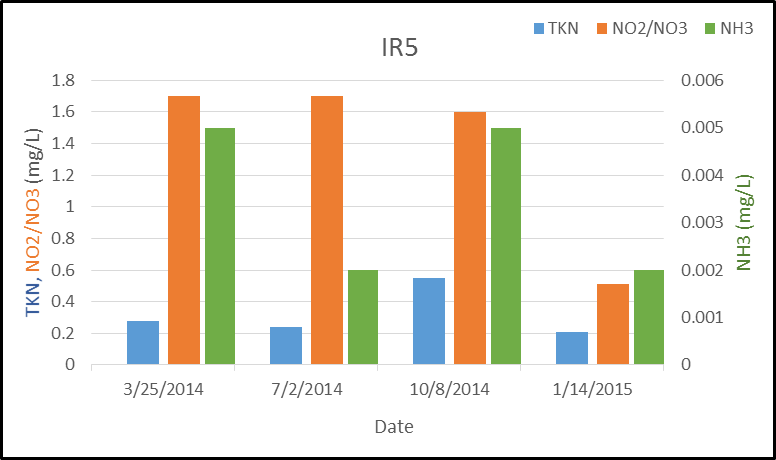 TKN NO2/NO3 NH3
IR5
TKN, NO2/NO3 (mg/L)
1.8
1.6
1.4
1.2
1
0.8
0.6
0.4
0.2
0
0.006
0.005
0.004
0.003
0.002
0.001
0
NH3 (mg/L)
3/25/2014 7/2/2014 10/8/2014 1/14/2015
Date